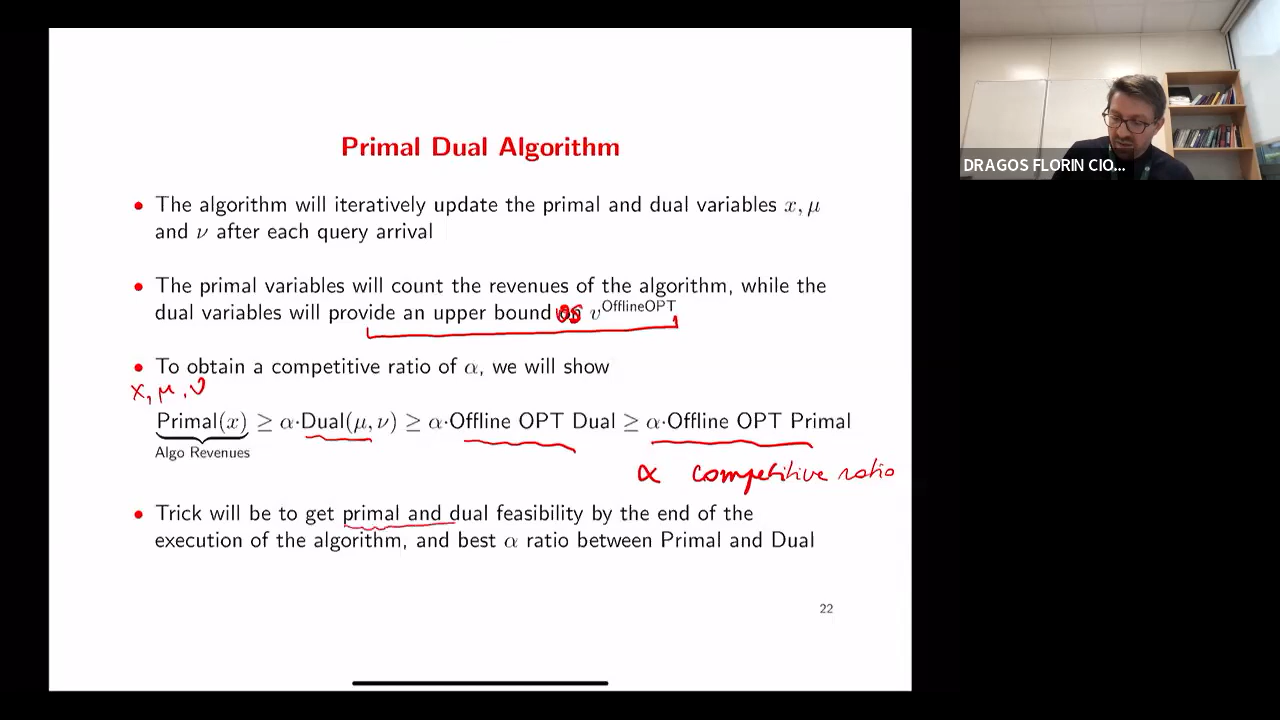 Primal Dual Algorithm
• The algorithm will iteratively update the primal and dual variables x, μ
and ν after each query arrival
• The primal variables will count the revenues of the algorithm, while the
dual variables will provide an upper bound v^OfflineOPT
• To obtain a competitive ratio of α, we will show
x, μ, ν
Primal(x) ≥ α·Dual(μ, ν) ≥ α·Offline OPT Dual ≥ α·Offline OPT Primal
Algo Revenues
α competitive ratio
• Trick will be to get primal and dual feasibility by the end of the
execution of the algorithm, and best α ratio between Primal and Dual
22
DRAGOS FLORIN CIO...